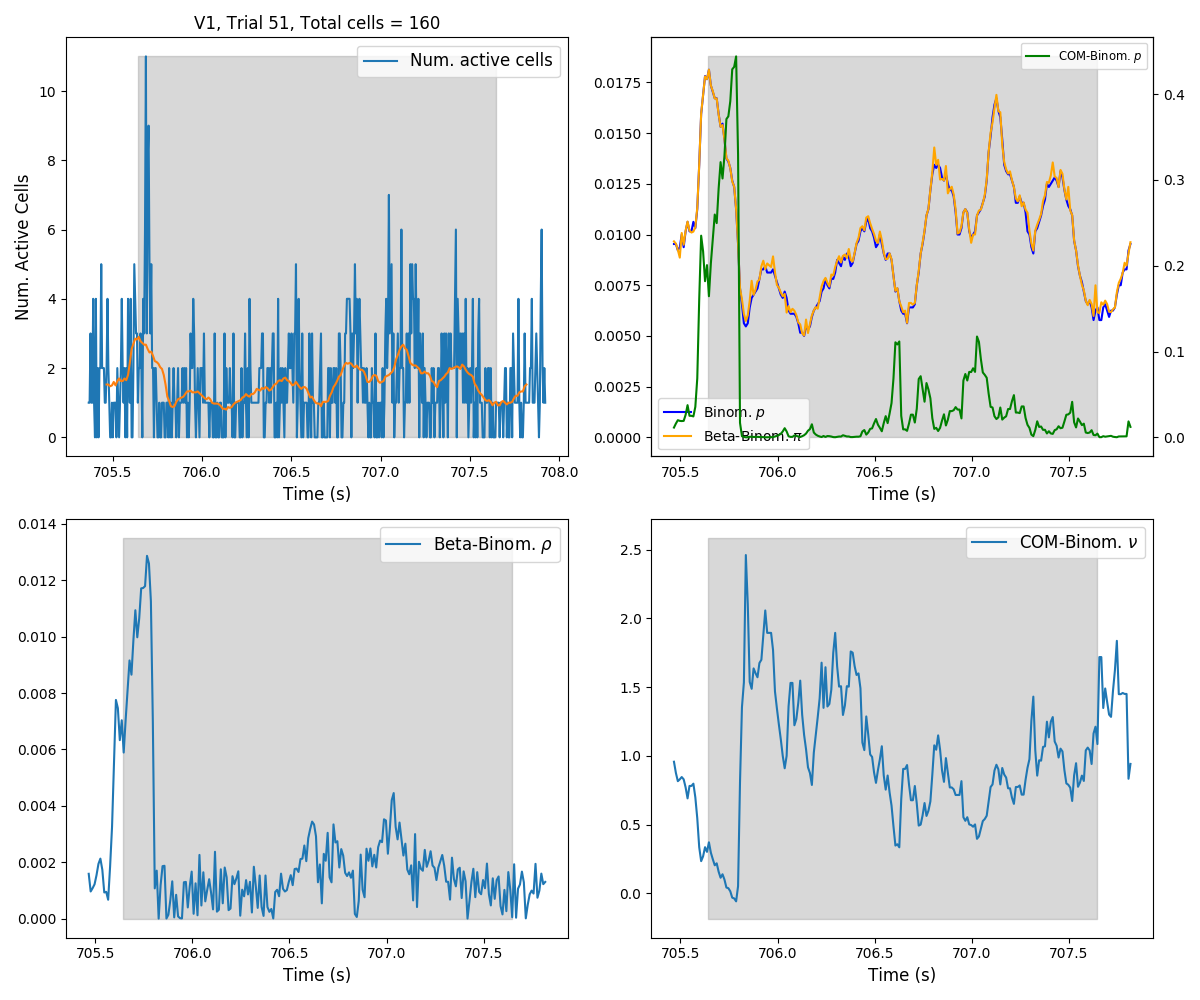 V1, Trial 51, Total cells = 160
Num. active cells
Num. Active Cells
10
8
6
4
2
0
705.5 706.0 706.5 707.0 707.5 708.0
Time (s)
COM-Binom. p
0.0175
0.0150
0.0125
0.0100
0.0075
0.0050
0.0025
0.0000
0.4
0.3
0.2
0.1
0.0
Binom. p
Beta-Binom. π
705.5 706.0 706.5 707.0 707.5
Time (s)
Beta-Binom. ρ
0.014
0.012
0.010
0.008
0.006
0.004
0.002
0.000
705.5 706.0 706.5 707.0 707.5
Time (s)
COM-Binom. ν
2.5
2.0
1.5
1.0
0.5
0.0
705.5 706.0 706.5 707.0 707.5
Time (s)